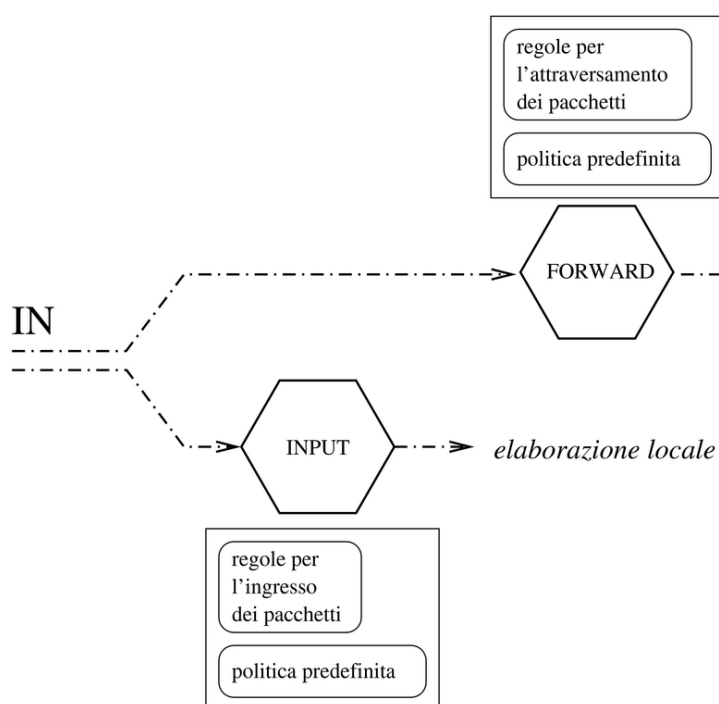 regole per
l'attraversamento
dei pacchetti
politica predefinita
FORWARD
IN
INPUT
elaborazione locale
regole per
l'ingresso
dei pacchetti
politica predefinita